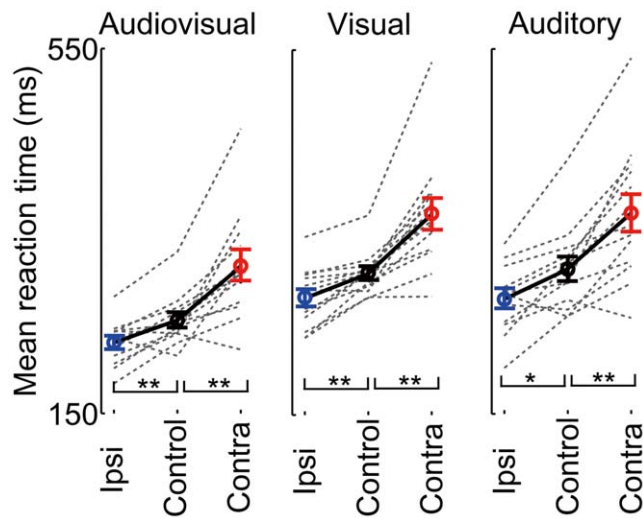 Audiovisual
Visual
Auditory
550
Mean reaction time (ms)
150
** **
** **
* **
Ipsi
Control
Contra
Ipsi
Control
Contra
Ipsi
Control
Contra